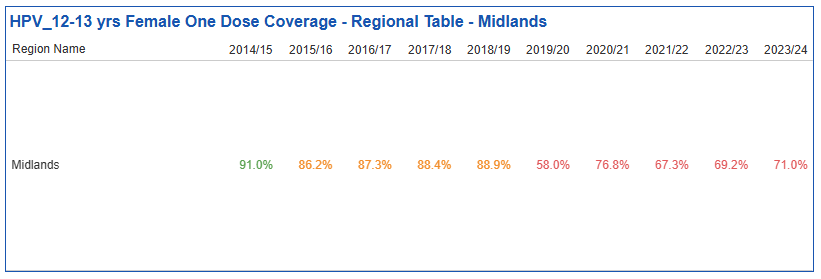 HPV_12-13 yrs Female One Dose Coverage - Regional Table - Midlands
Region Name 2014/15 2015/16 2016/17 2017/18 2018/19 2019/20 2020/21 2021/22 2022/23 2023/24
Midlands 91.0% 86.2% 87.3% 88.4% 88.9% 58.0% 76.8% 67.3% 69.2% 71.0%